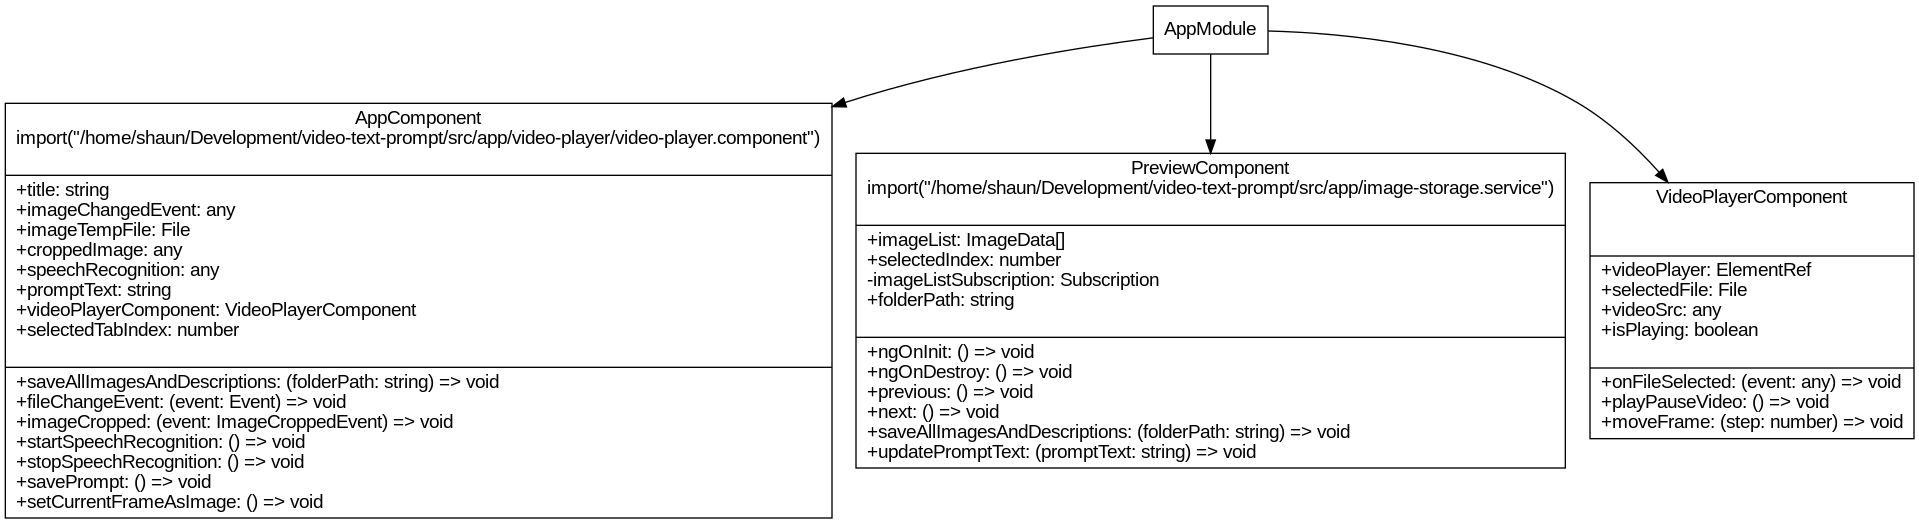 AppModule
AppComponent
import("/home/shaun/Development/video-text-prompt/src/app/video-player/video-player.component")
+title: string
+imageChangedEvent: any
+imageTempFile: File
+croppedImage: any
+speechRecognition: any
+promptText: string
+videoPlayerComponent: VideoPlayerComponent
+selectedTabIndex: number
+saveAllImagesAndDescriptions: (folderPath: string) => void
+fileChangeEvent: (event: Event) => void
+imageCropped: (event: ImageCroppedEvent) => void
+startSpeechRecognition: () => void
+stopSpeechRecognition: () => void
+savePrompt: () => void
+setCurrentFrameAsImage: () => void
PreviewComponent
import("/home/shaun/Development/video-text-prompt/src/app/image-storage.service")
+imageList: ImageData[]
+selectedIndex: number
-imageListSubscription: Subscription
+folderPath: string
+ngOnInit: () => void
+ngOnDestroy: () => void
+previous: () => void
+next: () => void
+saveAllImagesAndDescriptions: (folderPath: string) => void
+updatePromptText: (promptText: string) => void
VideoPlayerComponent
+videoPlayer: ElementRef
+selectedFile: File
+videoSrc: any
+isPlaying: boolean
+onFileSelected: (event: any) => void
+playPauseVideo: () => void
+moveFrame: (step: number) => void